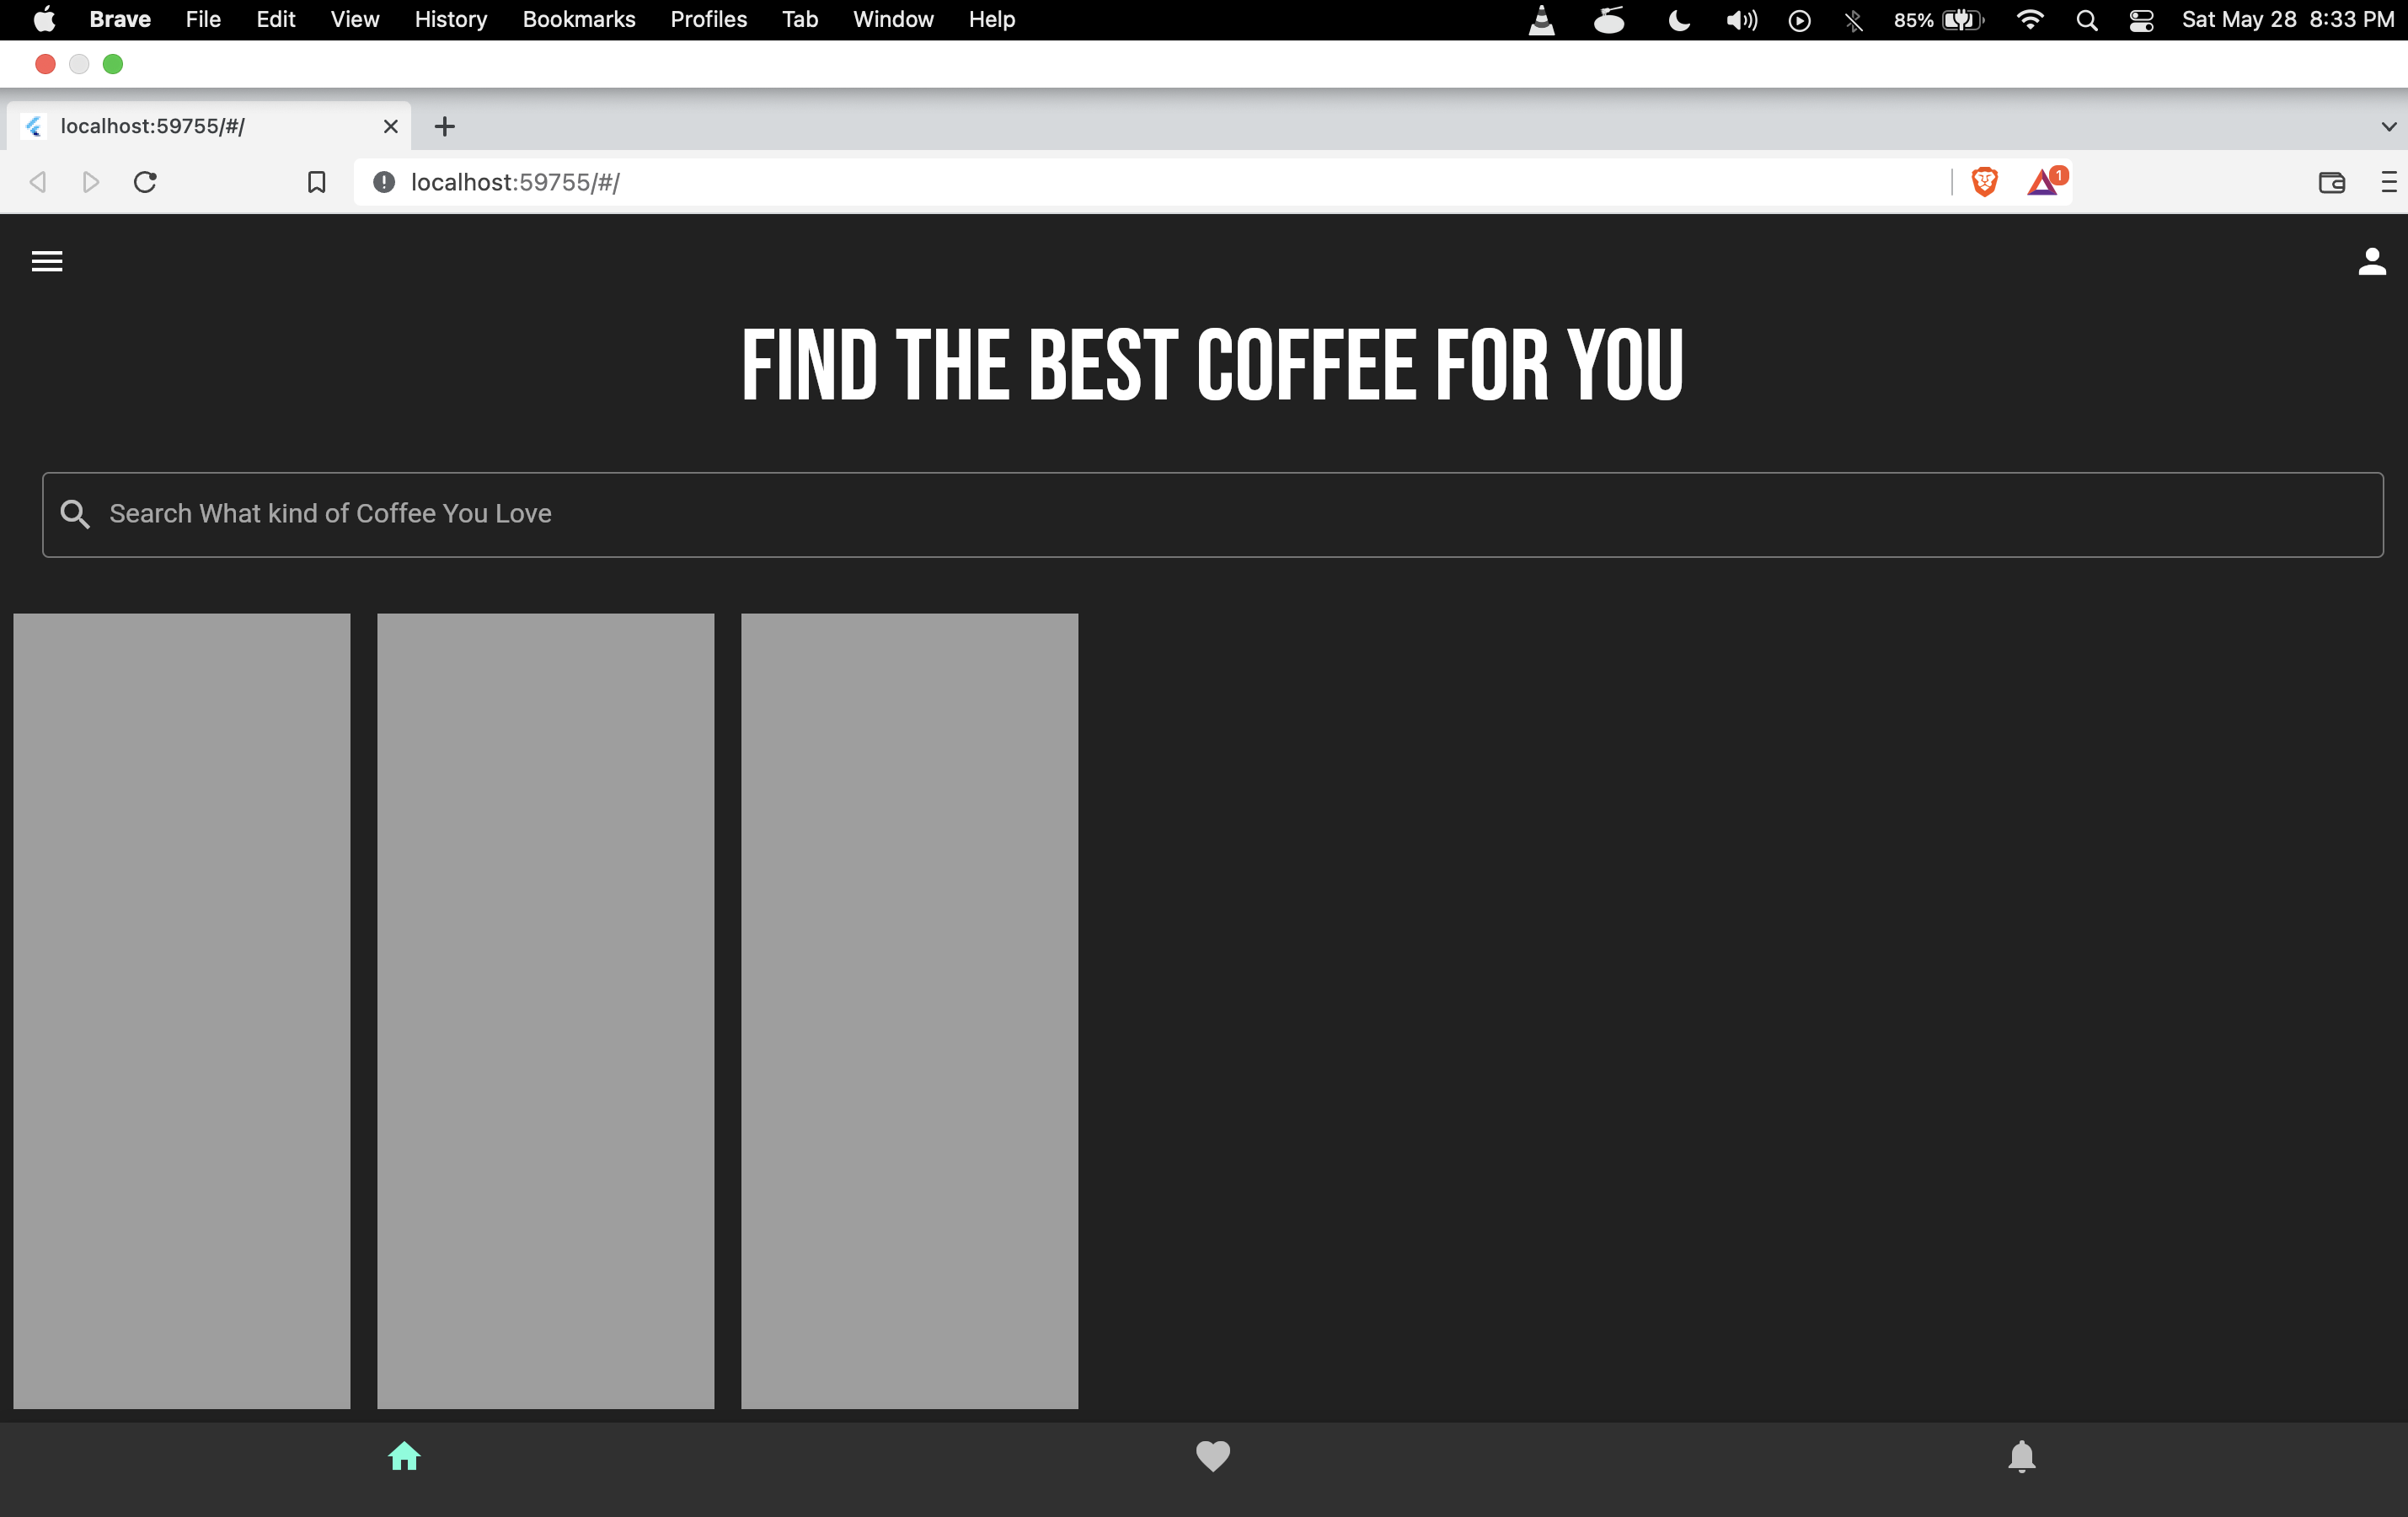 Brave File Edit View History Bookmarks Profiles Tab Window Help 85% Sat May 28 8:33 PM
localhost:59755/#/
localhost:59755/#/ 1
FIND THE BEST COFFEE FOR YOU
Search What kind of Coffee You Love